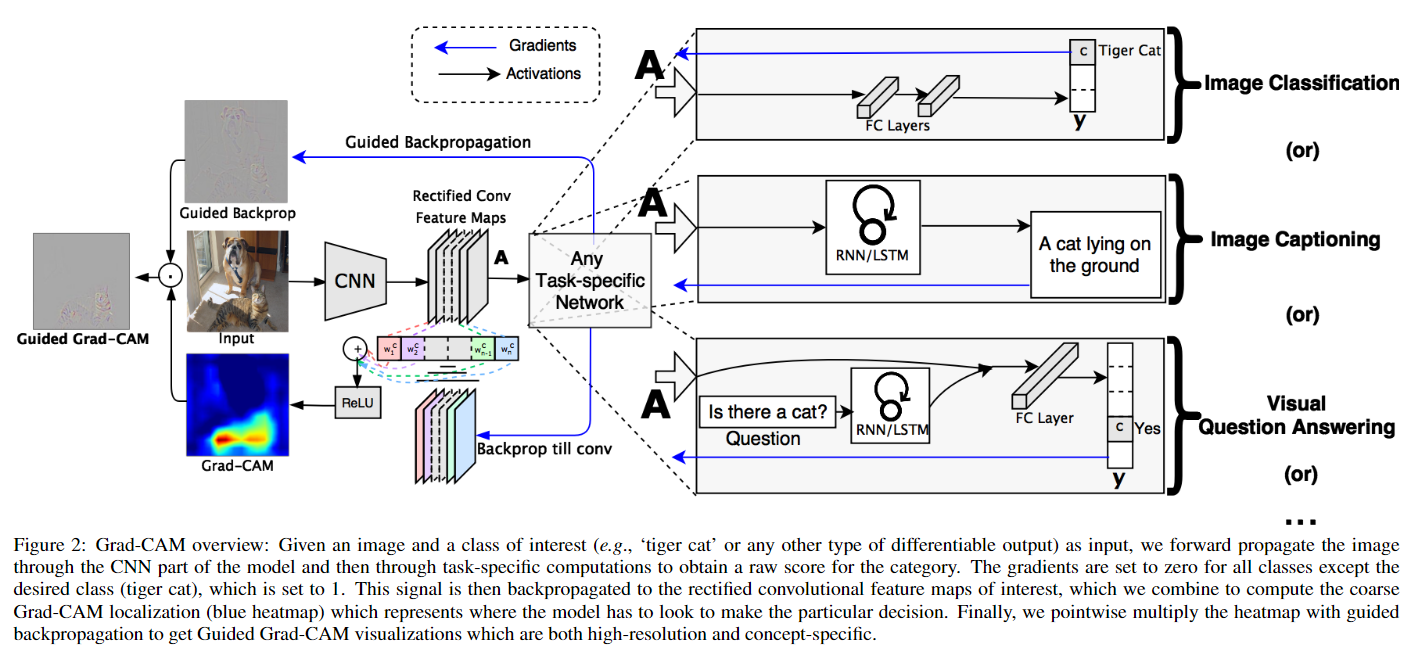 Gradients
Activations
A
c
Tiger Cat
FC Layers
y
Image Classification
(or)
Guided Backpropagation
Guided Backprop
Rectified Conv
Feature Maps
A
A
RNN/LSTM
A cat lying on
the ground
Image Captioning
(or)
CNN
Any
Task-specific
Network
Input
Guided Grad-CAM
+
w1c
w2c
wn-1c
wnc
=
ReLU
Grad-CAM
Backprop till conv
A
Is there a cat?
Question
RNN/LSTM
FC Layer
c
Yes
y
Visual
Question Answering
(or)
...
Figure 2: Grad-CAM overview: Given an image and a class of interest (e.g., ‘tiger cat’ or any other type of differentiable output) as input, we forward propagate the image
through the CNN part of the model and then through task-specific computations to obtain a raw score for the category. The gradients are set to zero for all classes except the
desired class (tiger cat), which is set to 1. This signal is then backpropagated to the rectified convolutional feature maps of interest, which we combine to compute the coarse
Grad-CAM localization (blue heatmap) which represents where the model has to look to make the particular decision. Finally, we pointwise multiply the heatmap with guided
backpropagation to get Guided Grad-CAM visualizations which are both high-resolution and concept-specific.